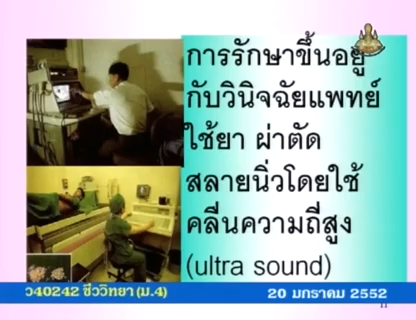 การรักษาขึ้นอยู่
กับวินิจฉัยแพทย์
ใช้ยา ผ่าตัด
สลายนิ่วโดยใช้
คลื่นความถี่สูง
(ultra sound)
ว40242 ชีววิทยา (ม.4)
20 มกราคม 2552
11